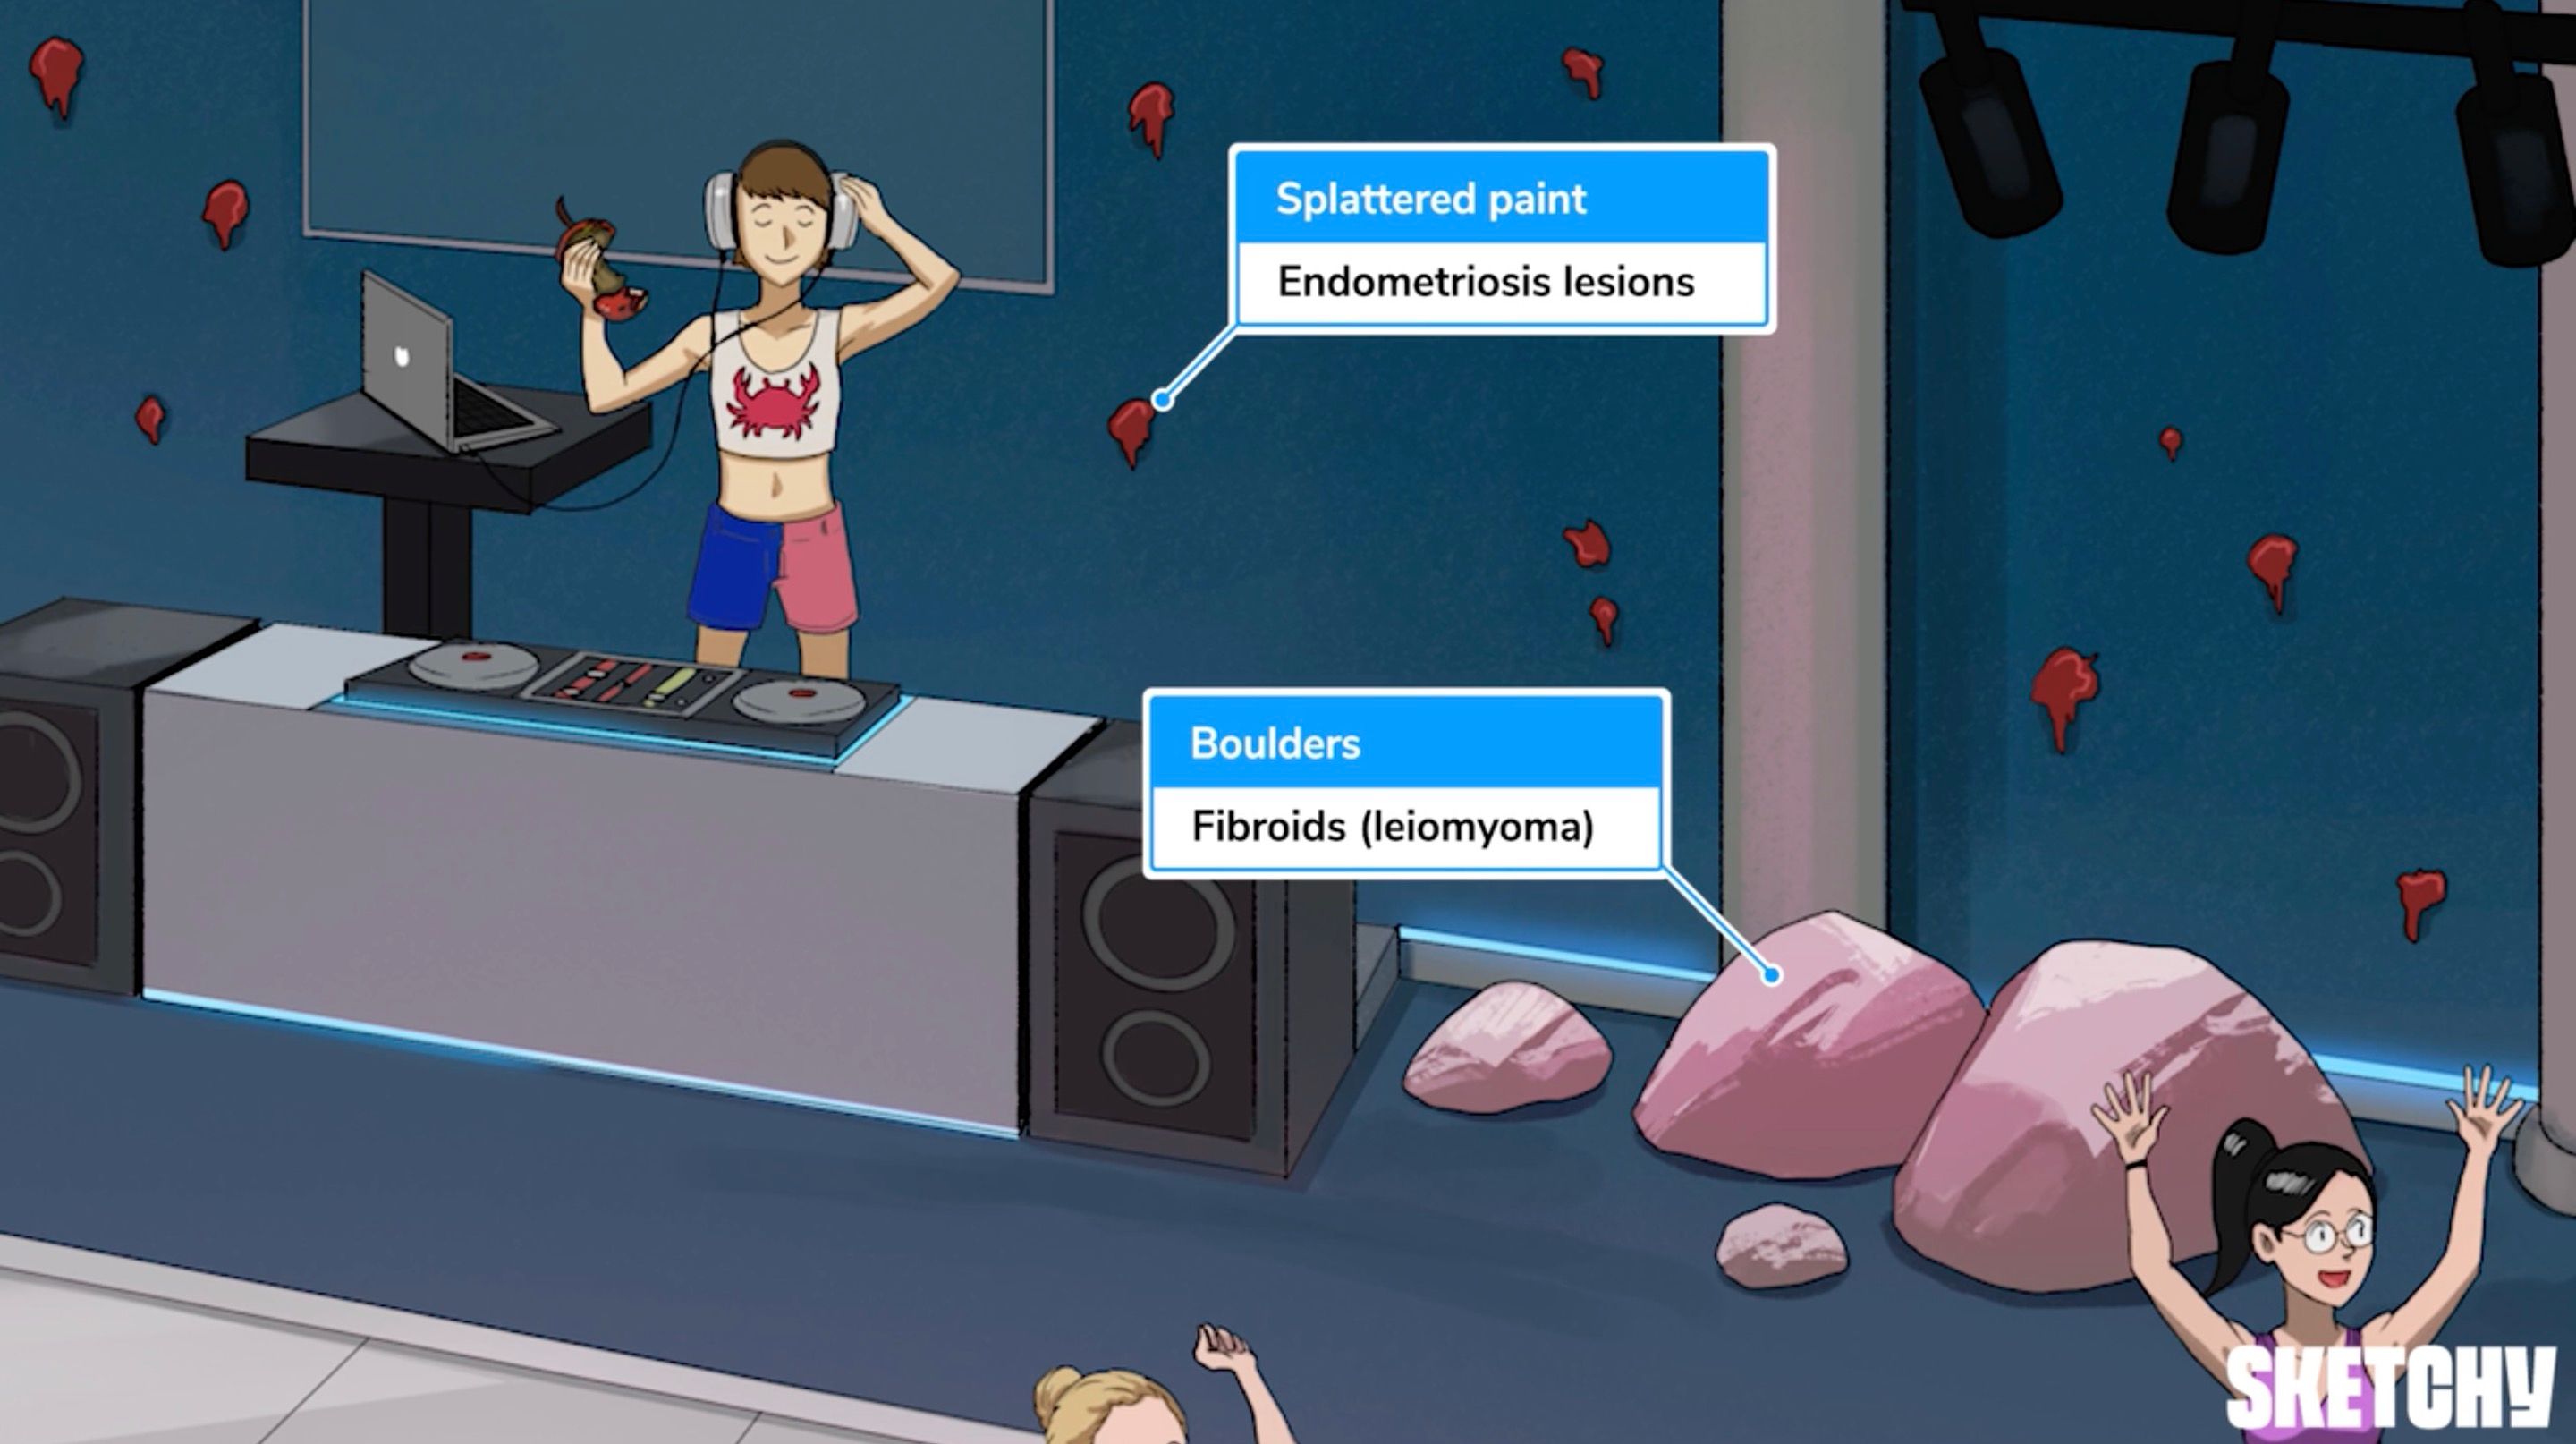 Splattered paint
Endometriosis lesions
Boulders
Fibroids (leiomyoma)
SKETCHY